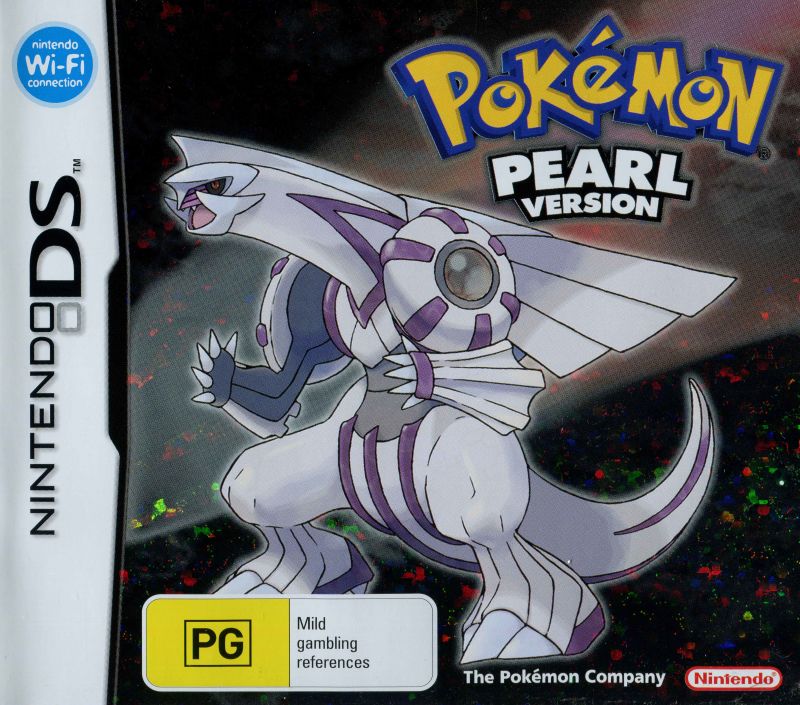 nintendo
Wi-Fi
connection
NINTENDO DS™
POKéMON®
PEARL
VERSION
PG
Mild
gambling
references
The Pokémon Company
Nintendo®